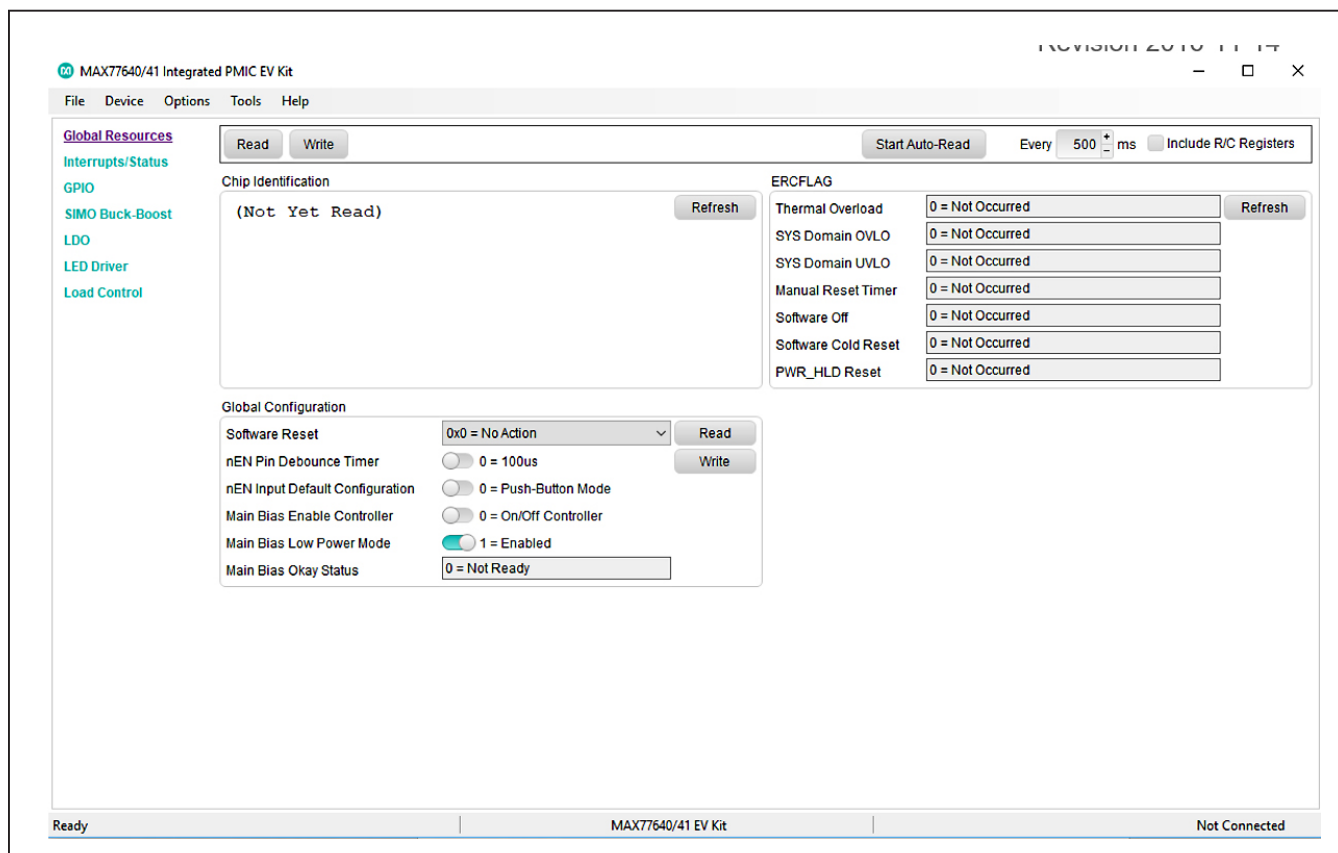 MAX77640/41 Integrated PMIC EV Kit
File Device Options Tools Help
Global Resources
Interrupts/Status
GPIO
SIMO Buck-Boost
LDO
LED Driver
Load Control
Read Write Start Auto-Read Every 500 ms Include R/C Registers
Chip Identification
(Not Yet Read) Refresh
ERCFLAG
Thermal Overload 0 = Not Occurred Refresh
SYS Domain OVLO 0 = Not Occurred
SYS Domain UVLO 0 = Not Occurred
Manual Reset Timer 0 = Not Occurred
Software Off 0 = Not Occurred
Software Cold Reset 0 = Not Occurred
PWR_HLD Reset 0 = Not Occurred
Global Configuration
Software Reset 0x0 = No Action Read
nEN Pin Debounce Timer 0 = 100us Write
nEN Input Default Configuration 0 = Push-Button Mode
Main Bias Enable Controller 0 = On/Off Controller
Main Bias Low Power Mode 1 = Enabled
Main Bias Okay Status 0 = Not Ready
Ready MAX77640/41 EV Kit Not Connected